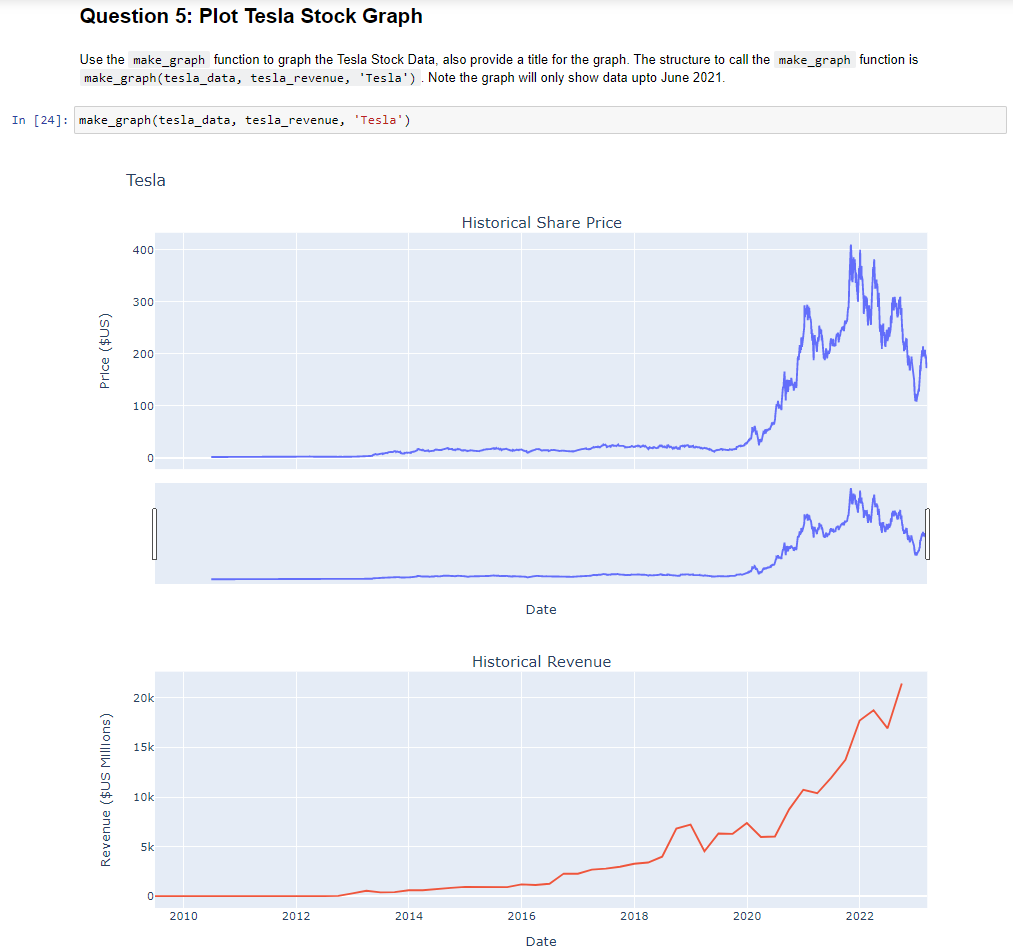 Question 5: Plot Tesla Stock Graph
Use the make_graph function to graph the Tesla Stock Data, also provide a title for the graph. The structure to call the make_graph function is
make_graph(tesla_data, tesla_revenue, 'Tesla') . Note the graph will only show data upto June 2021.
In [24]: make_graph(tesla_data, tesla_revenue, 'Tesla')
Tesla
Historical Share Price
400
300
200
100
0
Price ($US)
Date
Historical Revenue
20k
15k
10k
5k
0
Revenue ($US Millions)
2010 2012 2014 2016 2018 2020 2022
Date